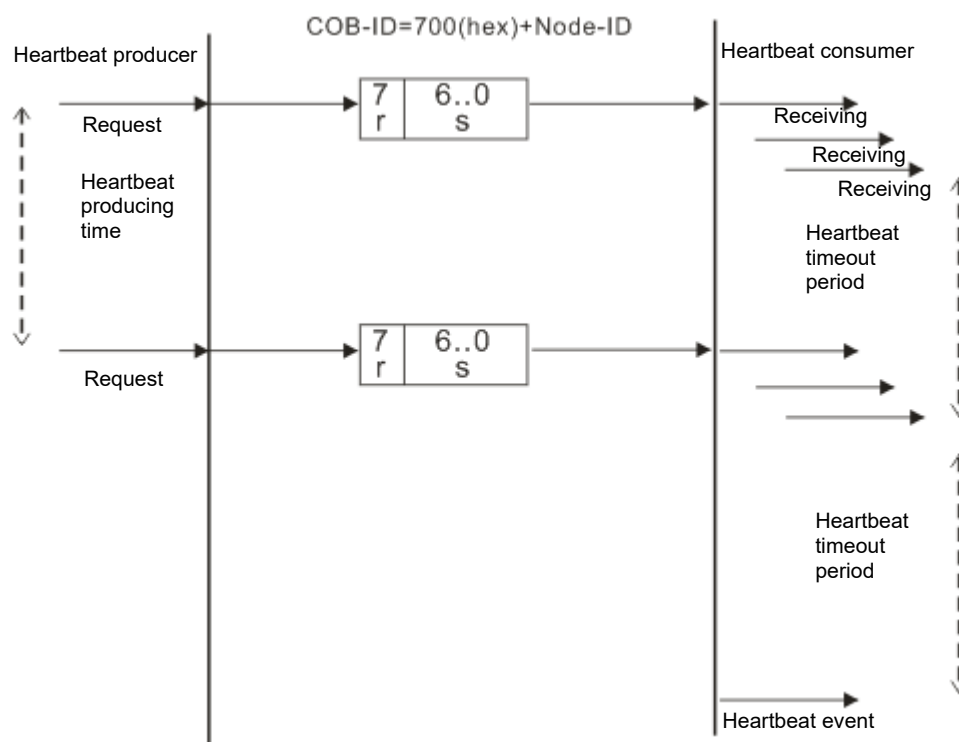 COB-ID=700(hex)+Node-ID
Heartbeat producer
Heartbeat consumer
7
6..0
r
s
Request
Receiving
Receiving
Receiving
Heartbeat
producing
time
Heartbeat
timeout
period
7
6..0
r
s
Request
Heartbeat
timeout
period
Heartbeat event